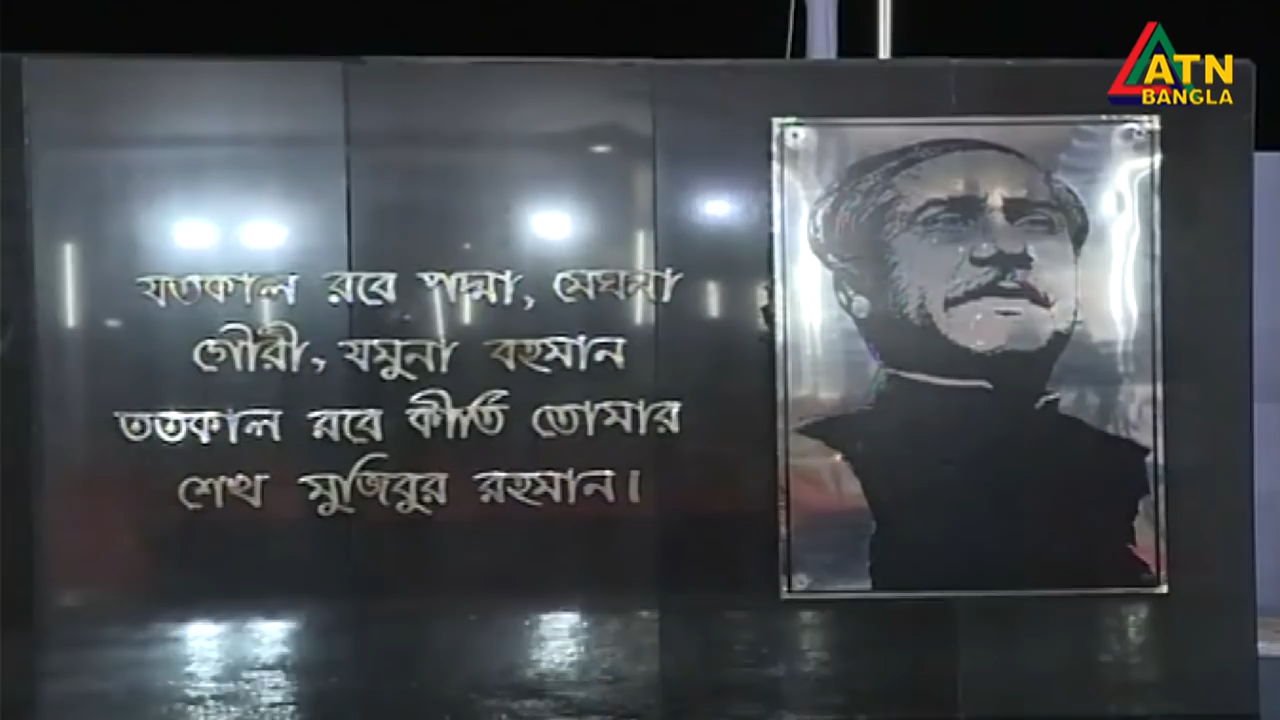 যতকাল রবে পদ্মা, মেঘনা
গৌরী, যমুনা বহমান
ততকাল রবে কীর্তি তোমার
শেখ মুজিবুর রহমান।
ATN
BANGLA